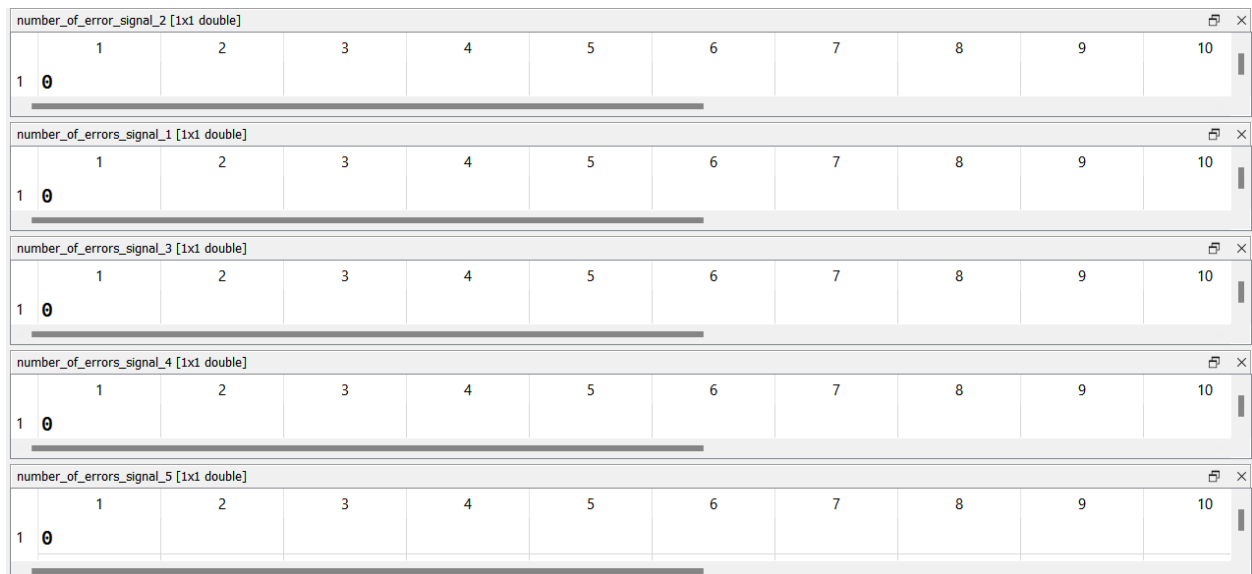 number_of_error_signal_2 [1x1 double]
1 2 3 4 5 6 7 8 9 10
1 0
number_of_errors_signal_1 [1x1 double]
1 2 3 4 5 6 7 8 9 10
1 0
number_of_errors_signal_3 [1x1 double]
1 2 3 4 5 6 7 8 9 10
1 0
number_of_errors_signal_4 [1x1 double]
1 2 3 4 5 6 7 8 9 10
1 0
number_of_errors_signal_5 [1x1 double]
1 2 3 4 5 6 7 8 9 10
1 0